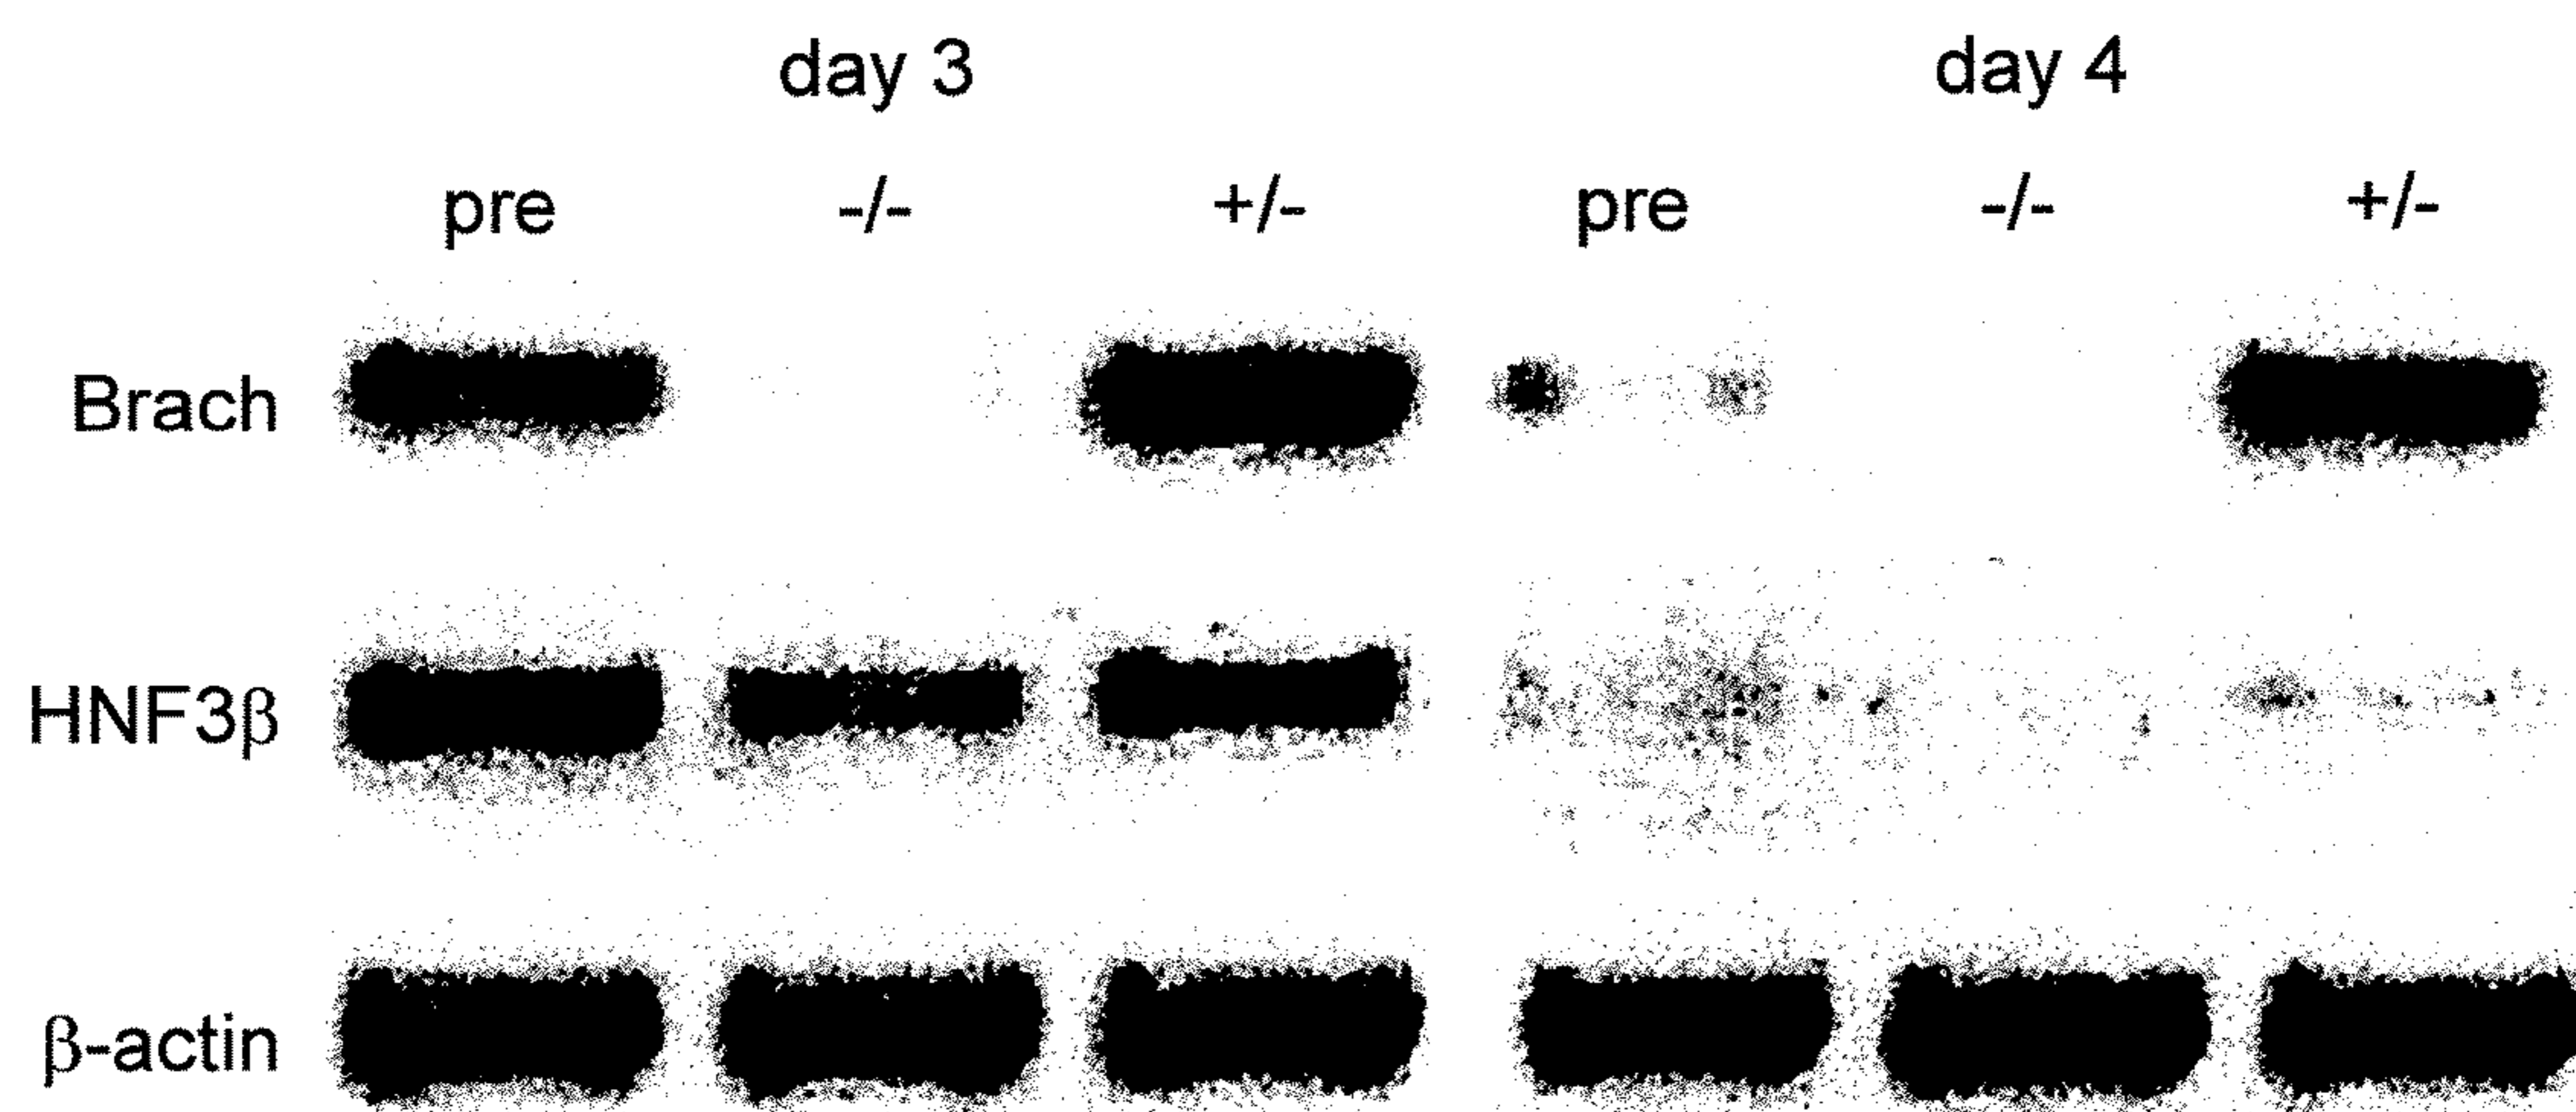 day 3 day 4
pre -/- +/- pre -/- +/-
Brach
HNF3β
β-actin